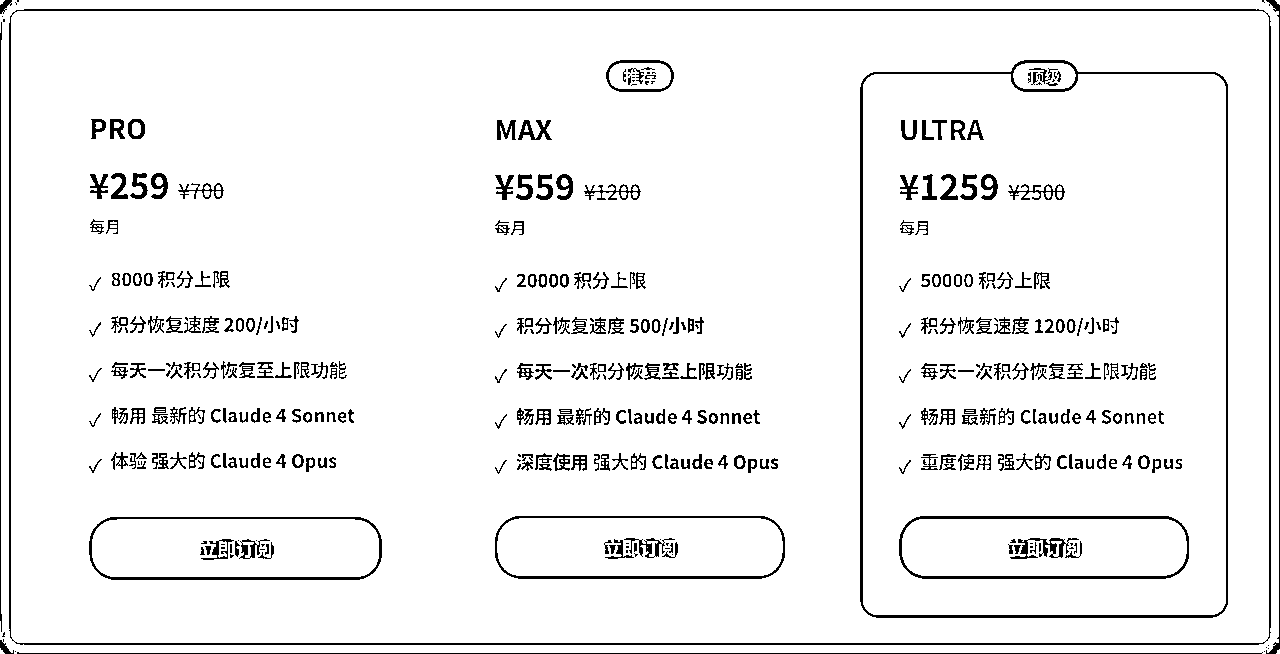 PRO
¥259 ¥700
每月
✓ 8000 积分上限
✓ 积分恢复速度 200/小时
✓ 每天一次积分恢复至上限功能
✓ 畅用 最新的 Claude 4 Sonnet
✓ 体验 强大的 Claude 4 Opus
立即订阅
推荐
MAX
¥559 ¥1200
每月
✓ 20000 积分上限
✓ 积分恢复速度 500/小时
✓ 每天一次积分恢复至上限功能
✓ 畅用 最新的 Claude 4 Sonnet
✓ 深度使用 强大的 Claude 4 Opus
立即订阅
顶级
ULTRA
¥1259 ¥2500
每月
✓ 50000 积分上限
✓ 积分恢复速度 1200/小时
✓ 每天一次积分恢复至上限功能
✓ 畅用 最新的 Claude 4 Sonnet
✓ 重度使用 强大的 Claude 4 Opus
立即订阅